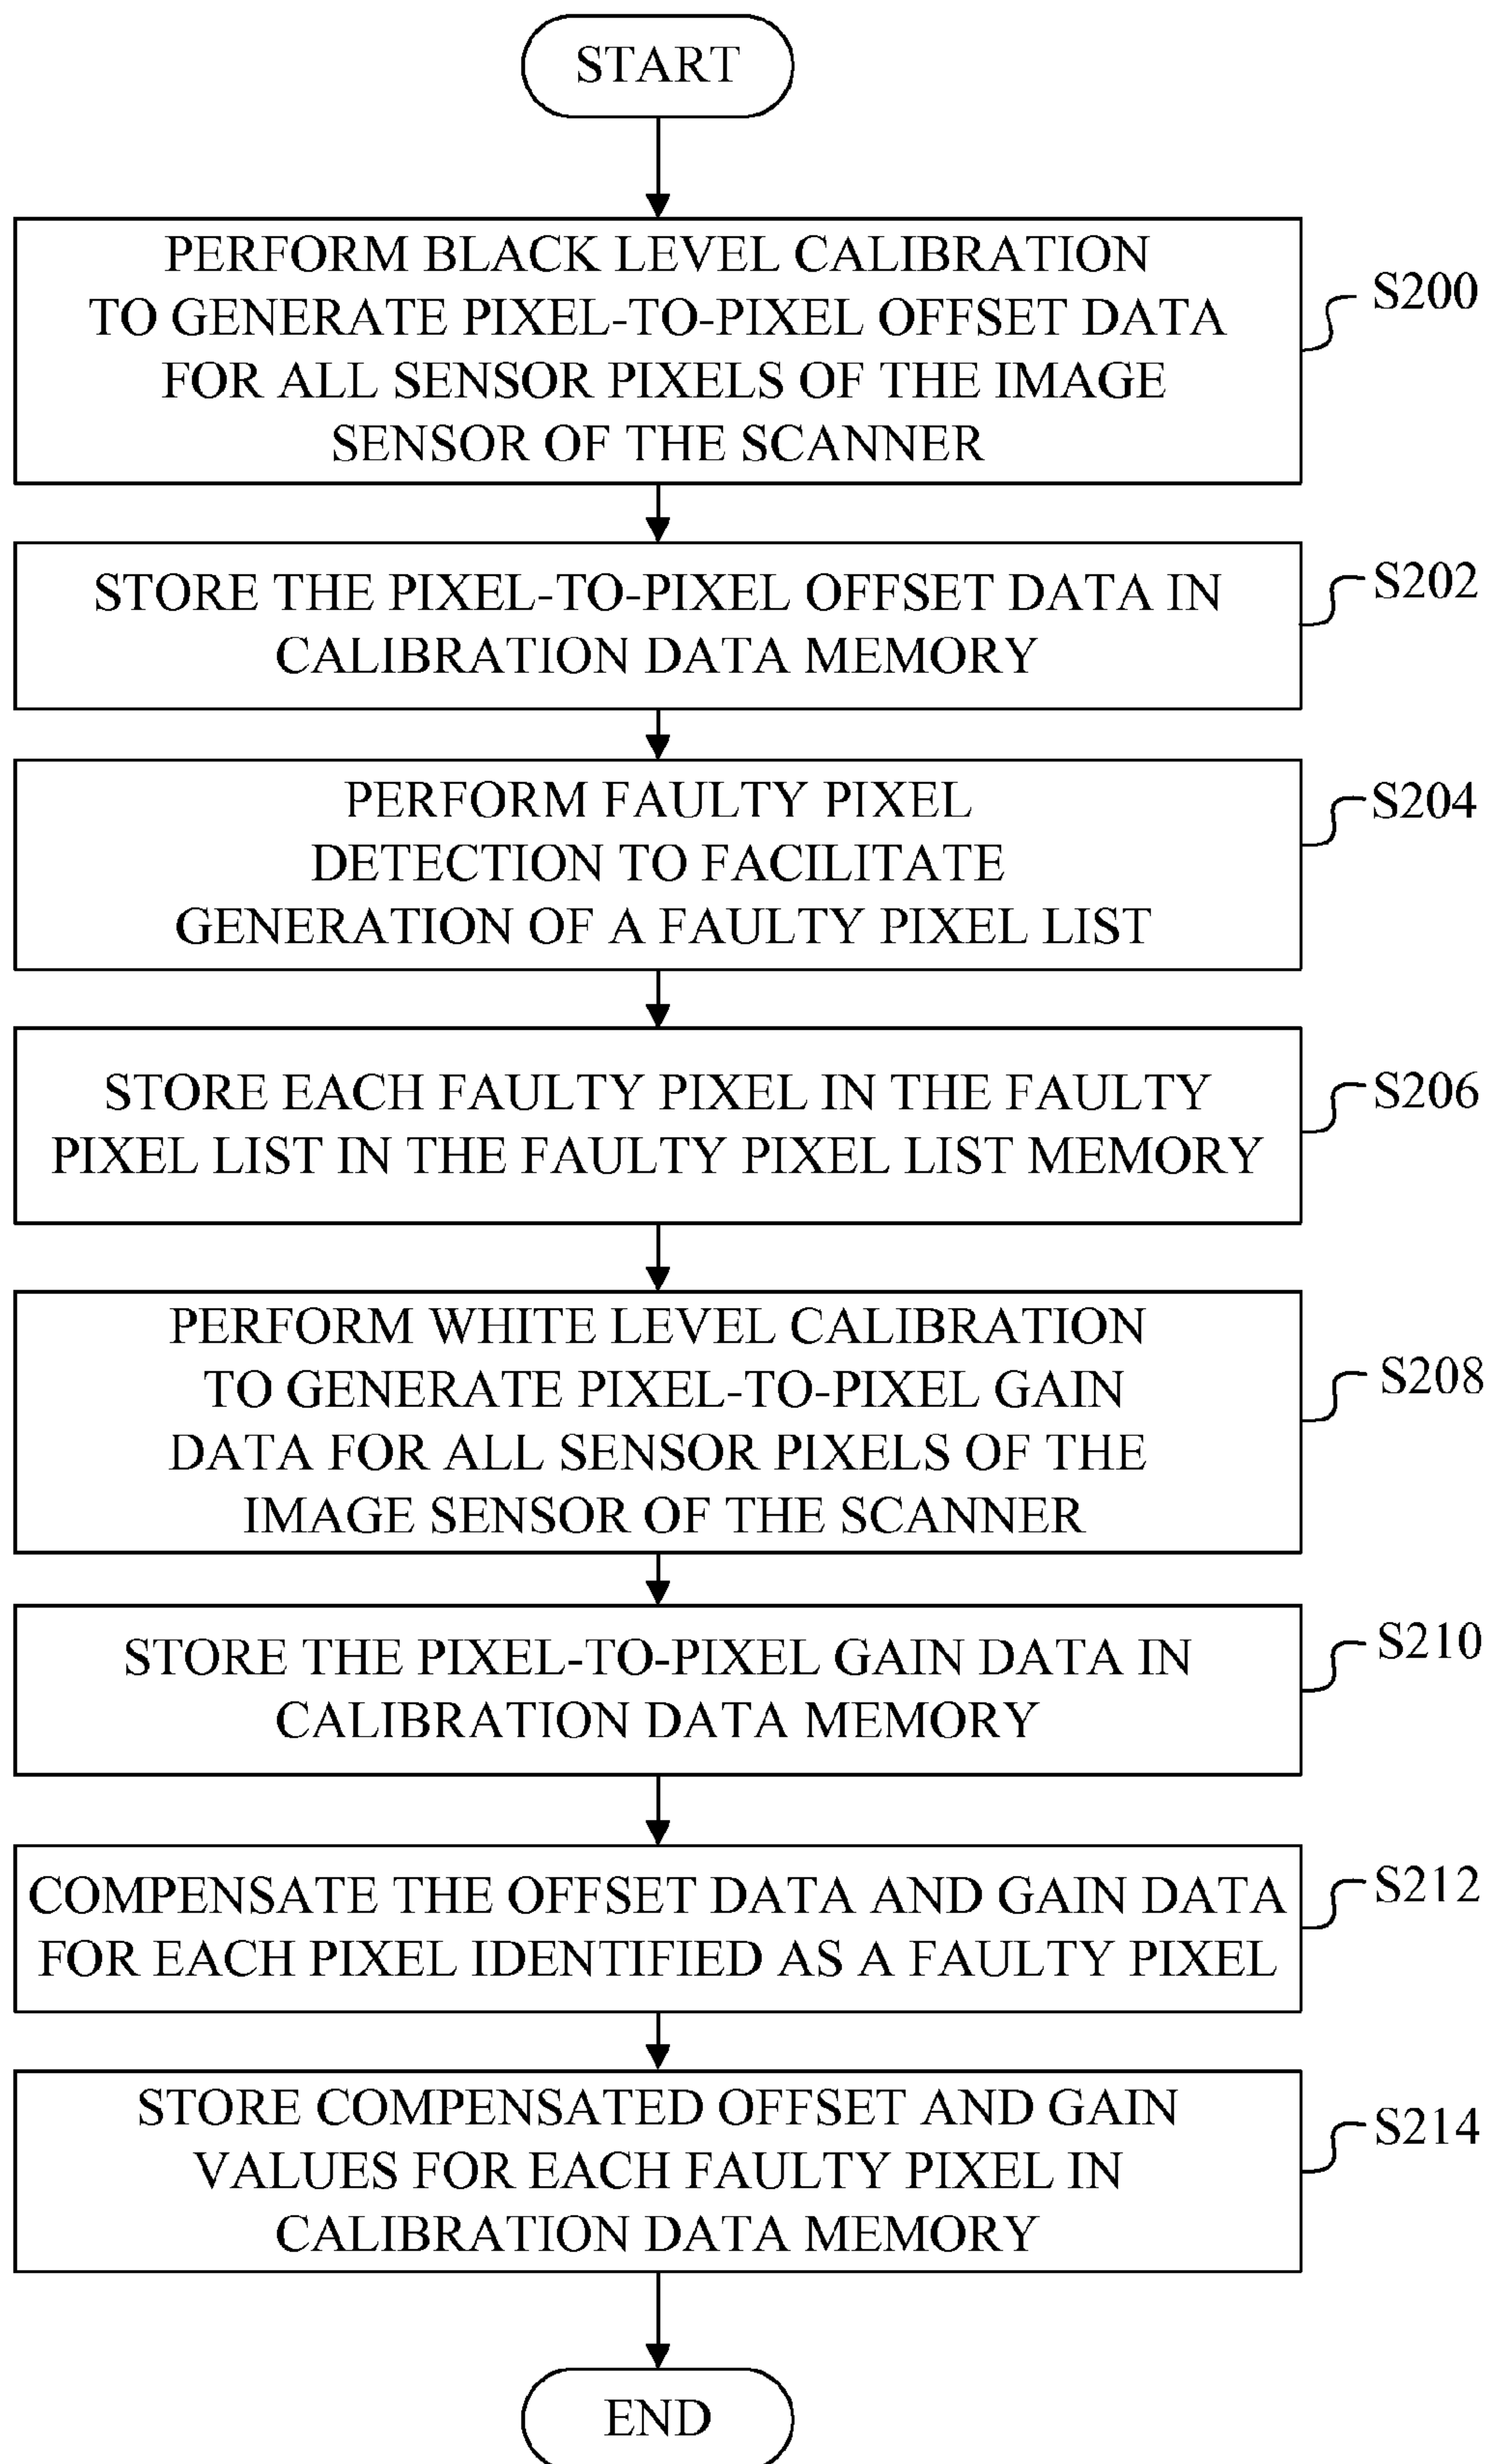 START
PERFORM BLACK LEVEL CALIBRATION
TO GENERATE PIXEL-TO-PIXEL OFFSET DATA
FOR ALL SENSOR PIXELS OF THE IMAGE
SENSOR OF THE SCANNER
S200
STORE THE PIXEL-TO-PIXEL OFFSET DATA IN
CALIBRATION DATA MEMORY
S202
PERFORM FAULTY PIXEL
DETECTION TO FACILITATE
GENERATION OF A FAULTY PIXEL LIST
S204
STORE EACH FAULTY PIXEL IN THE FAULTY
PIXEL LIST IN THE FAULTY PIXEL LIST MEMORY
S206
PERFORM WHITE LEVEL CALIBRATION
TO GENERATE PIXEL-TO-PIXEL GAIN
DATA FOR ALL SENSOR PIXELS OF THE
IMAGE SENSOR OF THE SCANNER
S208
STORE THE PIXEL-TO-PIXEL GAIN DATA IN
CALIBRATION DATA MEMORY
S210
COMPENSATE THE OFFSET DATA AND GAIN DATA
FOR EACH PIXEL IDENTIFIED AS A FAULTY PIXEL
S212
STORE COMPENSATED OFFSET AND GAIN
VALUES FOR EACH FAULTY PIXEL IN
CALIBRATION DATA MEMORY
S214
END